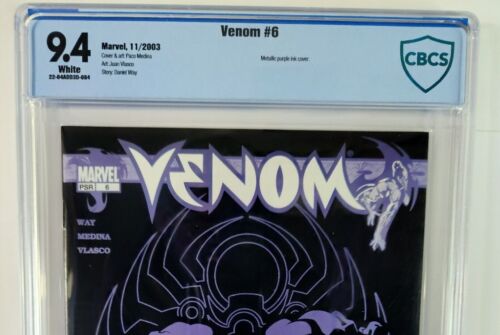 Venom #6
9.4
White
22-0AADD3D-004
Marvel, 11/2003
Cover & art: Paco Medina
Art: Juan Vlasco
Story: Daniel Way
Metallic purple ink cover.
CBCS
MARVEL
PSR 6
VENOM
WAY
MEDINA
VLASCO